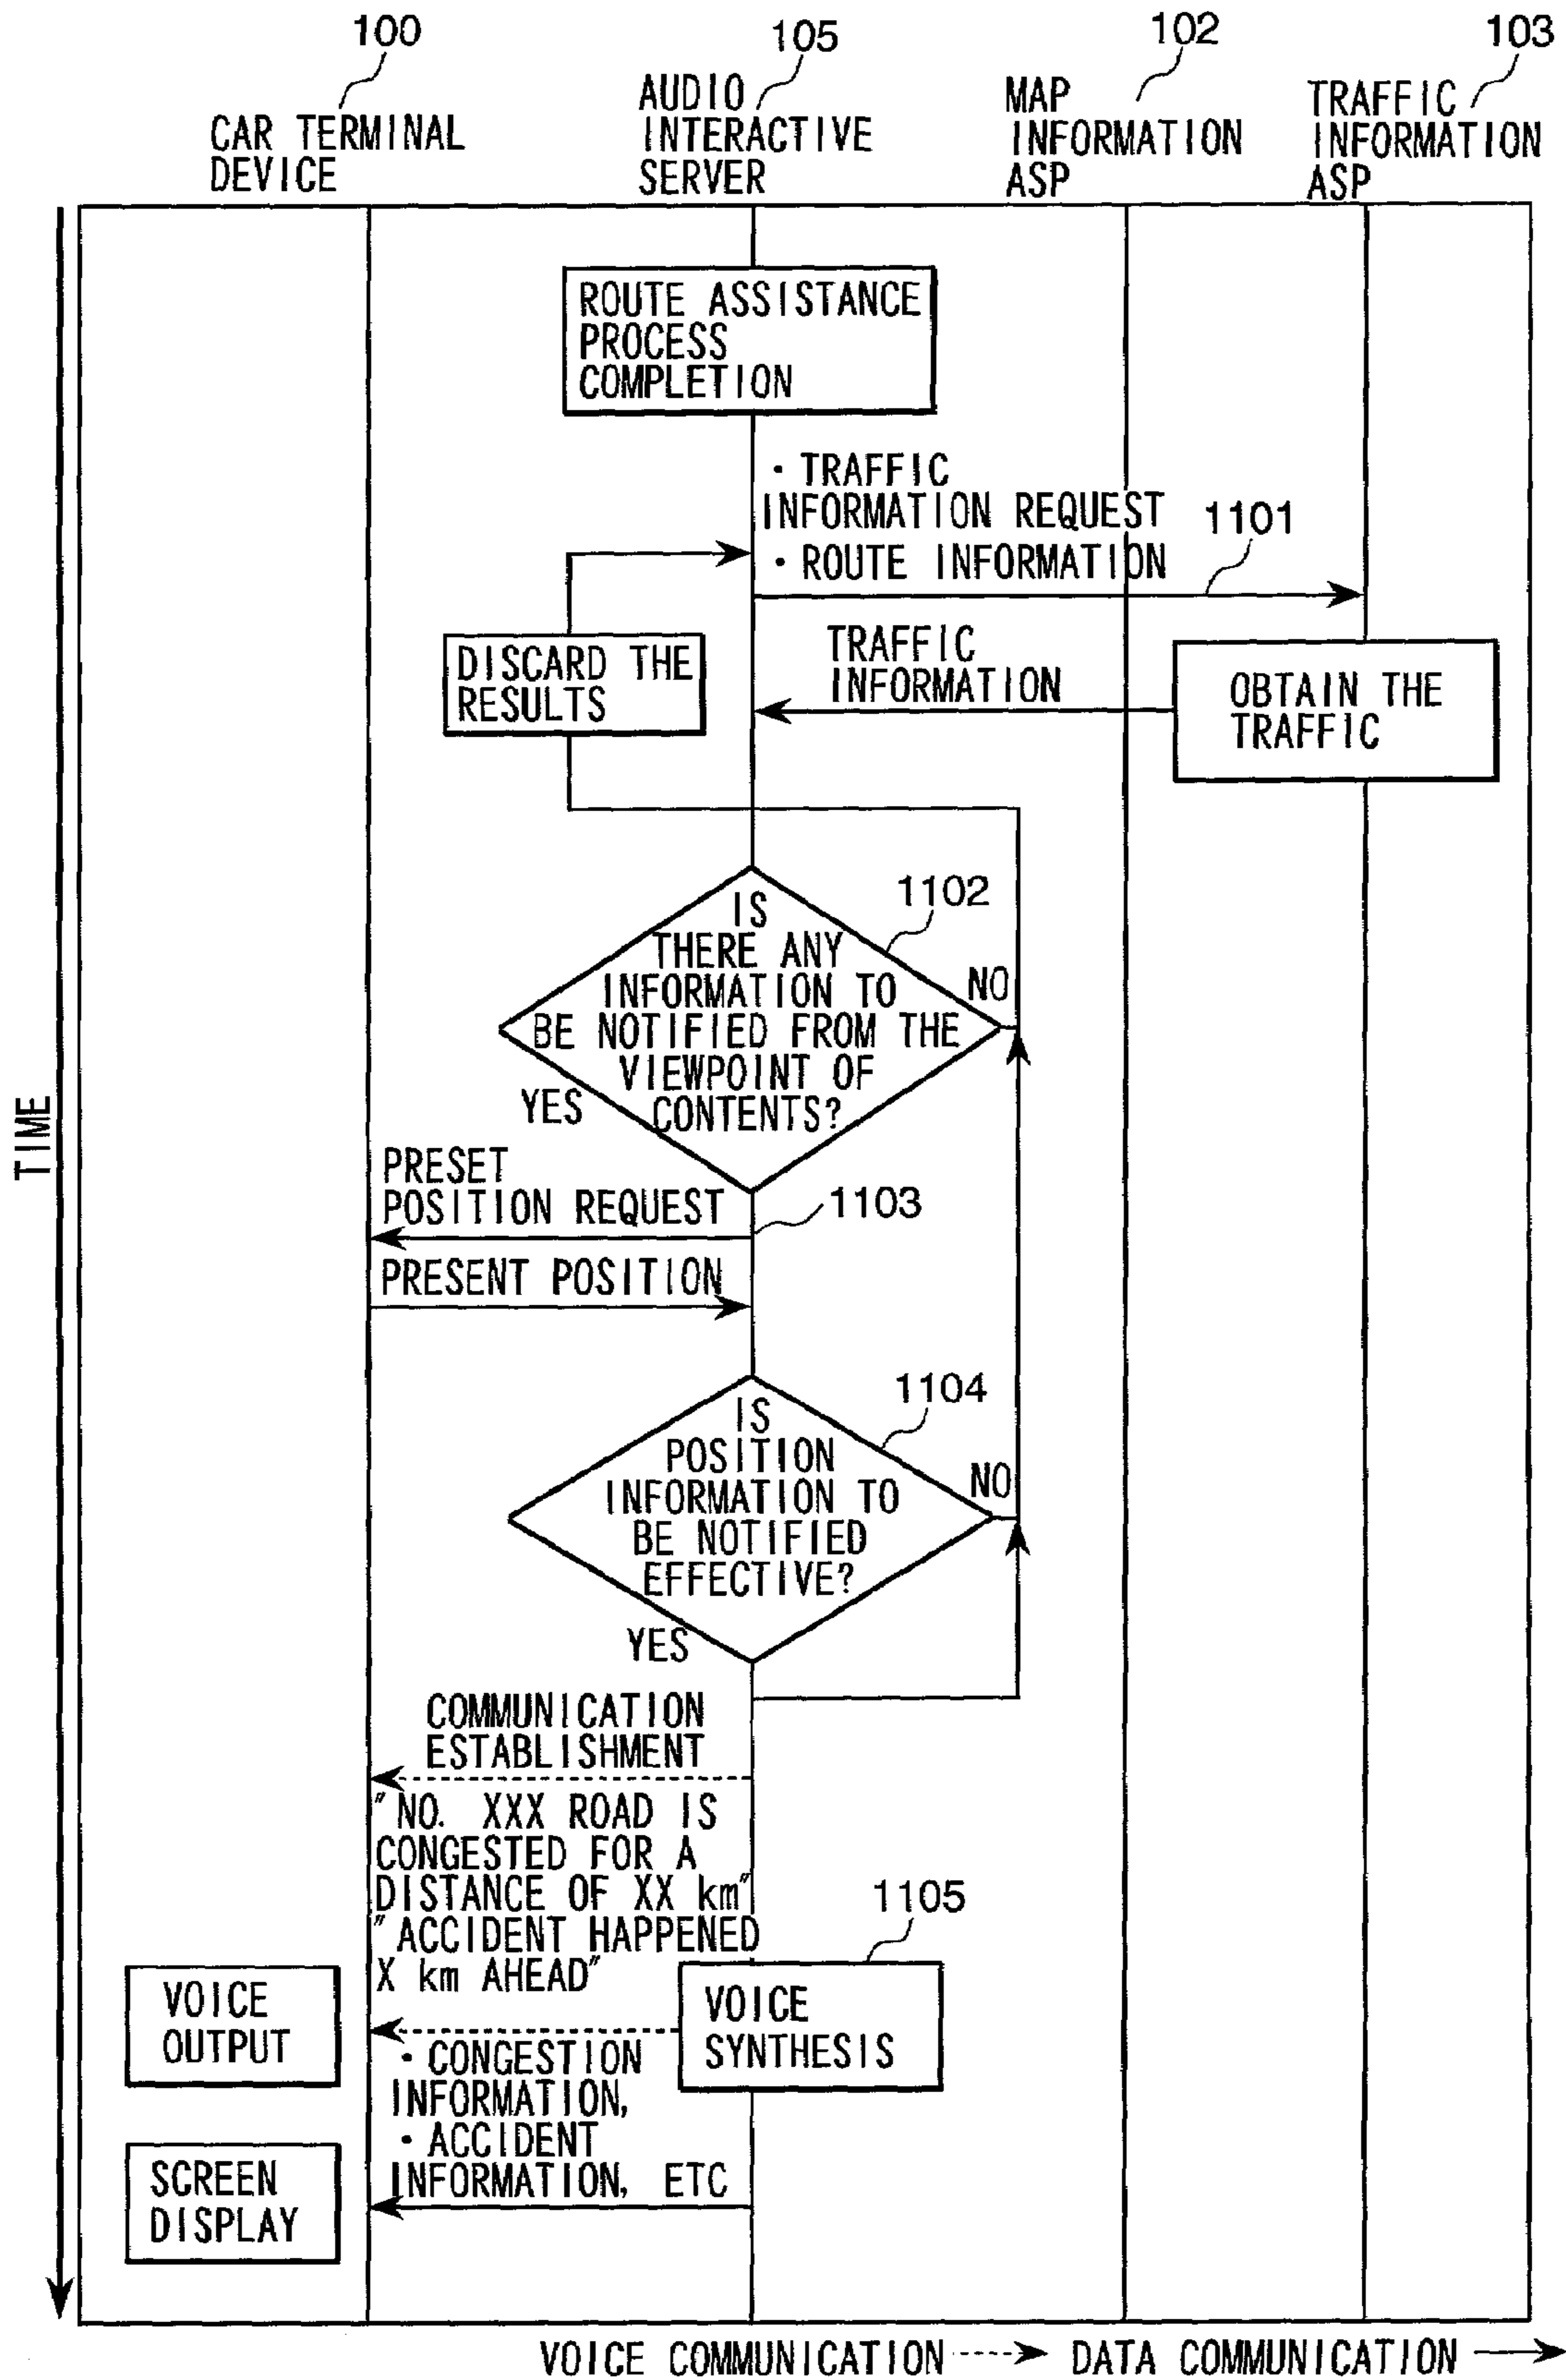 100
105
102
103
CAR TERMINAL
DEVICE
AUDIO
INTERACTIVE
SERVER
MAP
INFORMATION
ASP
TRAFFIC
INFORMATION
ASP
ROUTE ASSISTANCE
PROCESS
COMPLETION
・TRAFFIC
INFORMATION REQUEST
・ROUTE INFORMATION
1101
DISCARD THE
RESULTS
TRAFFIC
INFORMATION
OBTAIN THE
TRAFFIC
1102
IS
THERE ANY
INFORMATION TO
BE NOTIFIED FROM THE
VIEWPOINT OF
CONTENTS?
NO
YES
TIME
PRESET
POSITION REQUEST
1103
PRESENT POSITION
1104
IS
POSITION
INFORMATION TO
BE NOTIFIED
EFFECTIVE?
NO
YES
COMMUNICATION
ESTABLISHMENT
"NO. XXX ROAD IS
CONGESTED FOR A
DISTANCE OF XX km"
"ACCIDENT HAPPENED
X km AHEAD"
1105
VOICE
OUTPUT
VOICE
SYNTHESIS
・CONGESTION
INFORMATION,
・ACCIDENT
INFORMATION, ETC
SCREEN
DISPLAY
VOICE COMMUNICATION
DATA COMMUNICATION